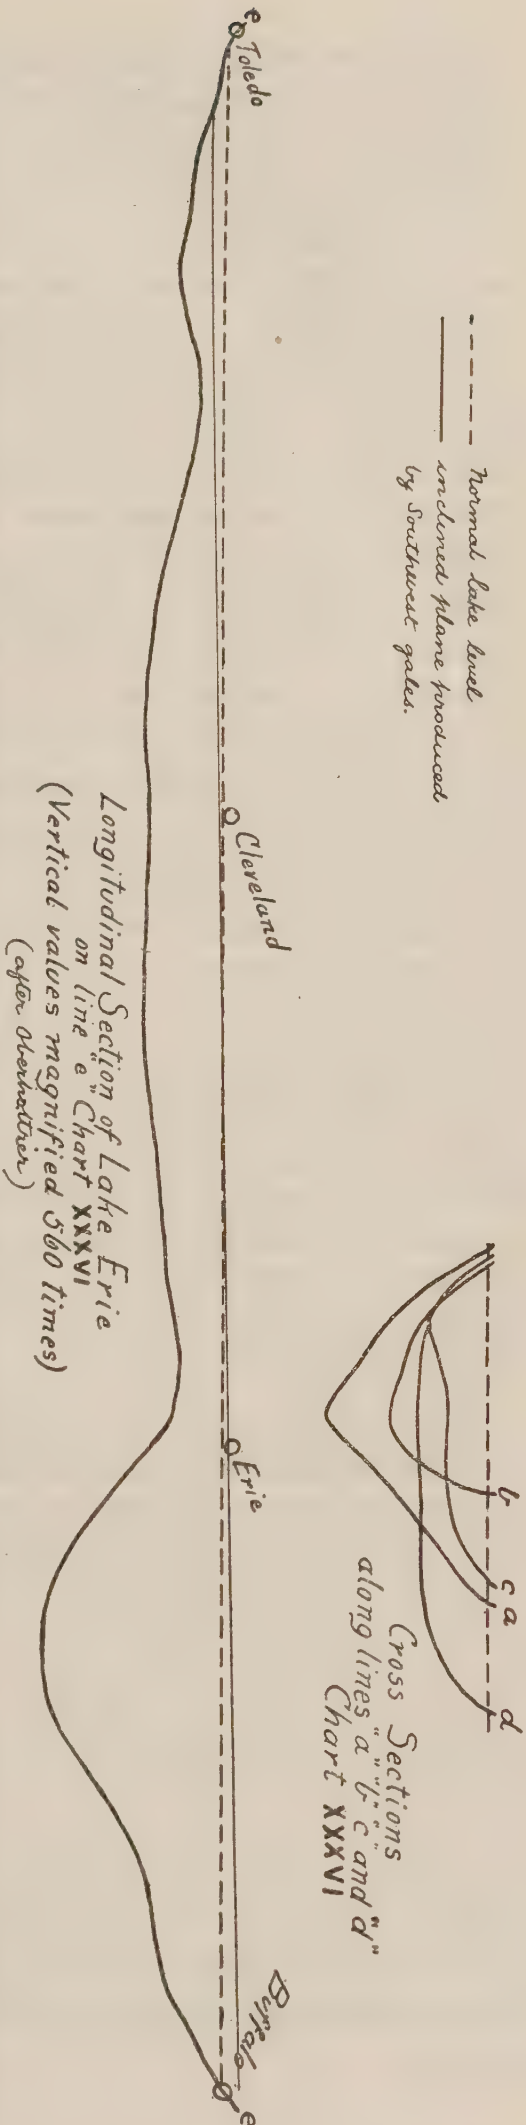 --- normal lake level
— inclined plane produced
by Southwest gales.
b
c a
d
Cross Sections
along lines "a" "b" "c" and "d"
Chart XXXVI
e
Toledo
Cleveland
Erie
Buffalo
e
Longitudinal Section of Lake Erie
on line "e" Chart XXXVI
(Vertical values magnified 560 times)
(after)